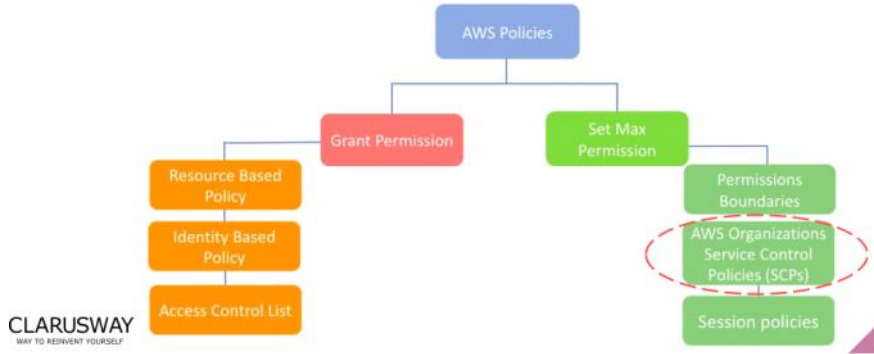 AWS Policies
Grant Permission
Set Max
Permission
Resource Based
Policy
Identity Based
Policy
Access Control List
Permissions
Boundaries
AWS Organizations
Service Control
Policies (SCPs)
Session policies
CLARUSWAY
WAY TO REINVENT YOURSELF